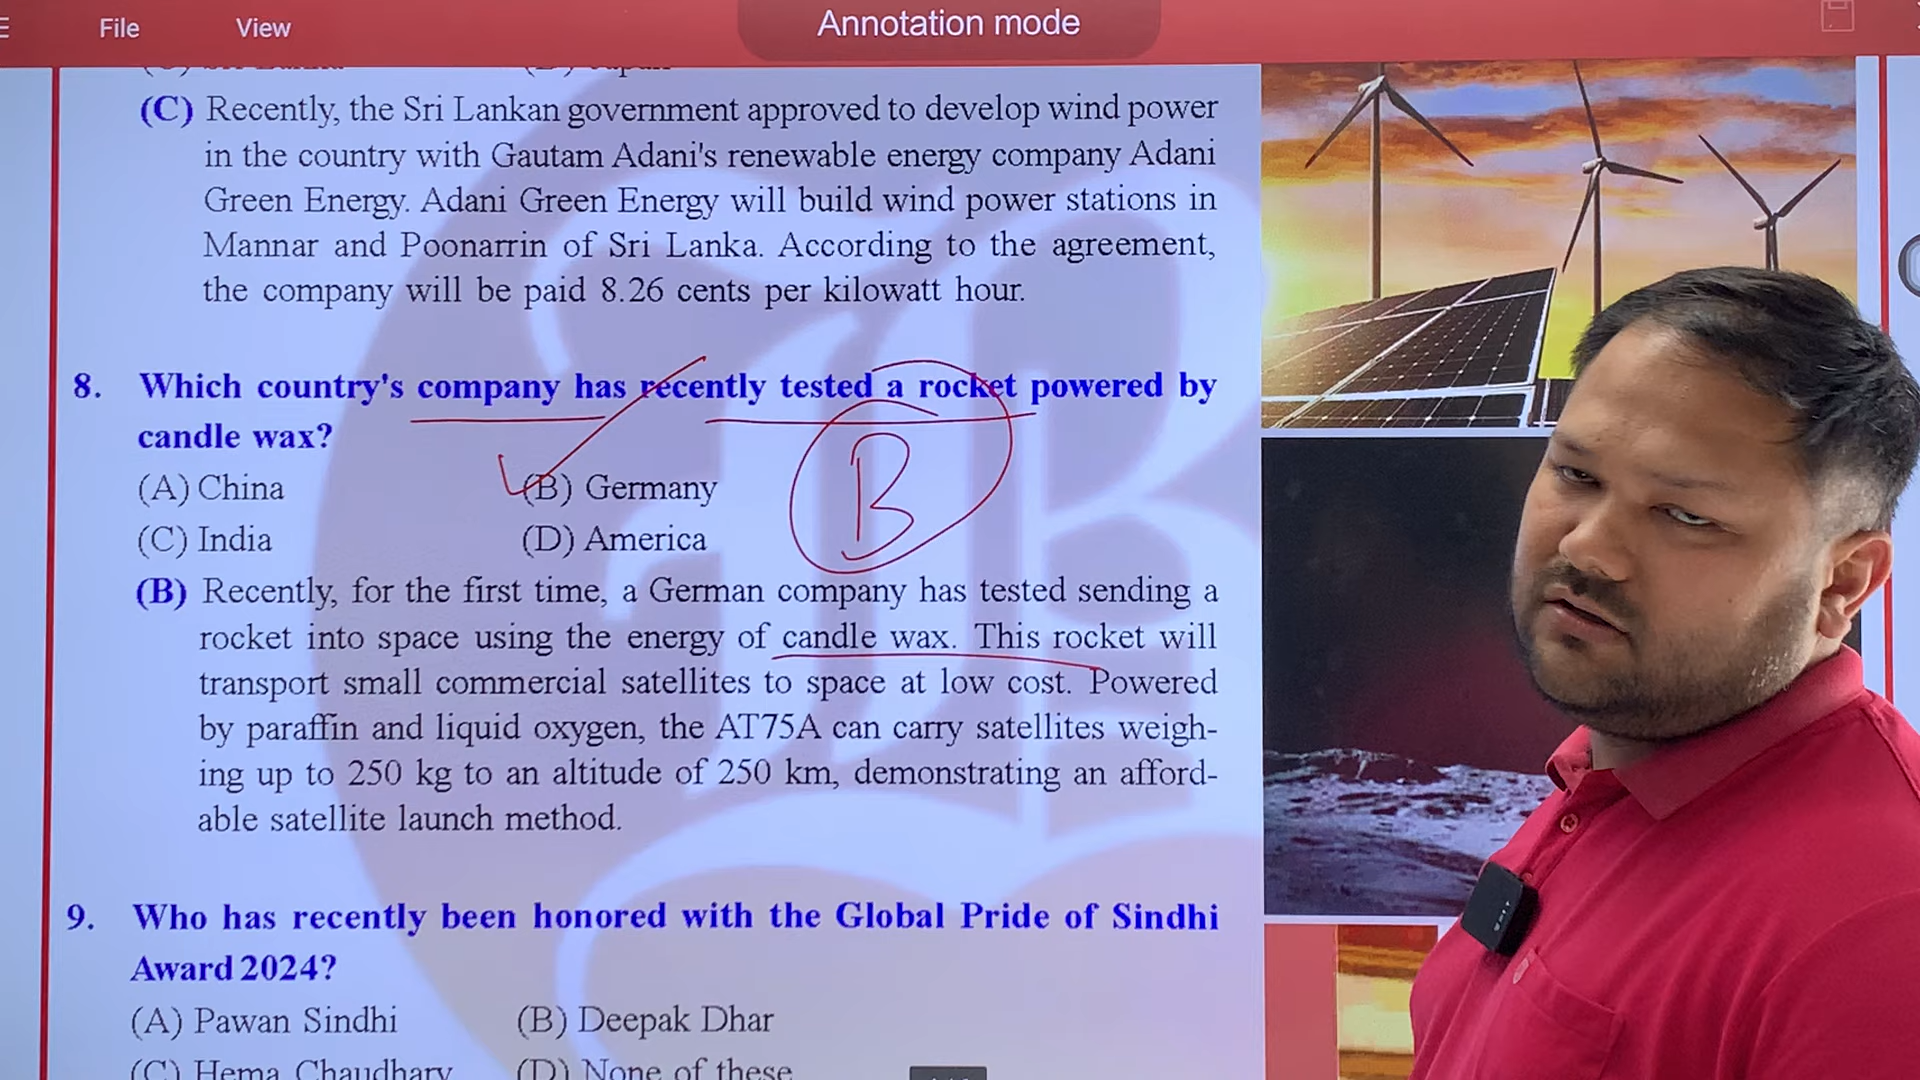 File
View
Annotation mode
(C) Recently, the Sri Lankan government approved to develop wind power
in the country with Gautam Adani's renewable energy company Adani
Green Energy. Adani Green Energy will build wind power stations in
Mannar and Poonarrin of Sri Lanka. According to the agreement,
the company will be paid 8.26 cents per kilowatt hour.
8. Which country's company has recently tested a rocket powered by
candle wax?
(A) China (B) Germany
(C) India (D) America
B
(B) Recently, for the first time, a German company has tested sending a
rocket into space using the energy of candle wax. This rocket will
transport small commercial satellites to space at low cost. Powered
by paraffin and liquid oxygen, the AT75A can carry satellites weigh-
ing up to 250 kg to an altitude of 250 km, demonstrating an afford-
able satellite launch method.
9. Who has recently been honored with the Global Pride of Sindhi
Award 2024?
(A) Pawan Sindhi (B) Deepak Dhar
(C) Hema Chaudhary (D) None of these